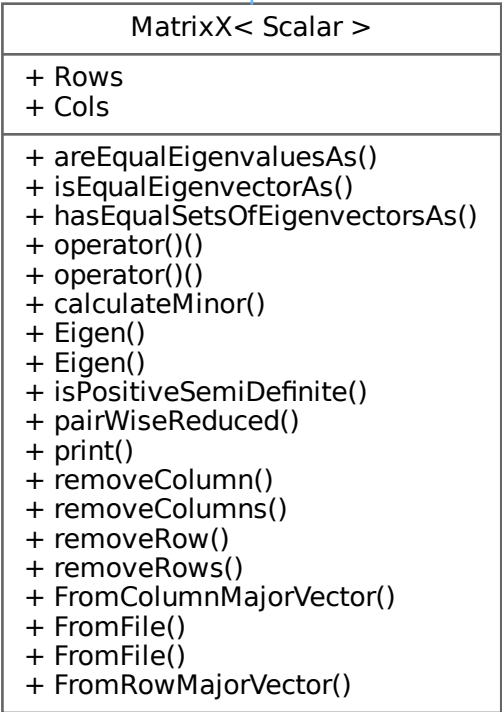 MatrixX< Scalar >
+ Rows
+ Cols
+ areEqualEigenvaluesAs()
+ isEqualEigenvectorAs()
+ hasEqualSetsOfEigenvectorsAs()
+ operator()()
+ operator()()
+ calculateMinor()
+ Eigen()
+ Eigen()
+ isPositiveSemiDefinite()
+ pairWiseReduced()
+ print()
+ removeColumn()
+ removeColumns()
+ removeRow()
+ removeRows()
+ FromColumnMajorVector()
+ FromFile()
+ FromFile()
+ FromRowMajorVector()